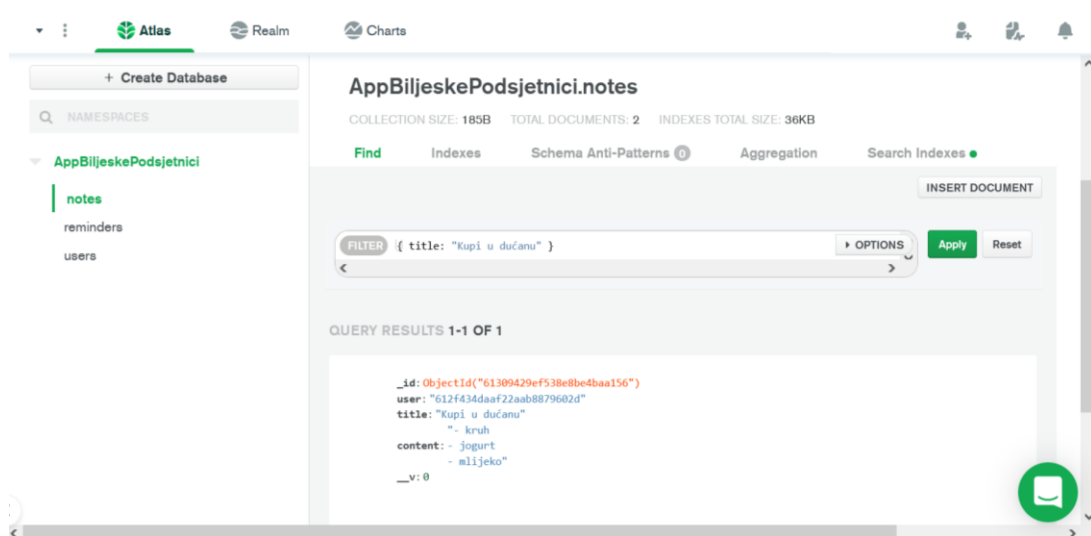 Atlas
Realm
Charts
+ Create Database
NAMESPACES
AppBiljeskePodsjetnici
notes
reminders
users
AppBiljeskePodsjetnici.notes
COLLECTION SIZE: 185B TOTAL DOCUMENTS: 2 INDEXES TOTAL SIZE: 36KB
Find Indexes Schema Anti-Patterns 0 Aggregation Search Indexes
INSERT DOCUMENT
FILTER { title: "Kupi u dućanu" } OPTIONS Apply Reset
QUERY RESULTS 1-1 OF 1
_id: ObjectId("61309429ef538e8be4baa156")
user: "612f434daaf22aab8879602d"
title: "Kupi u dućanu"
"- kruh
content: - jogurt
- mlijeko"
__v: 0